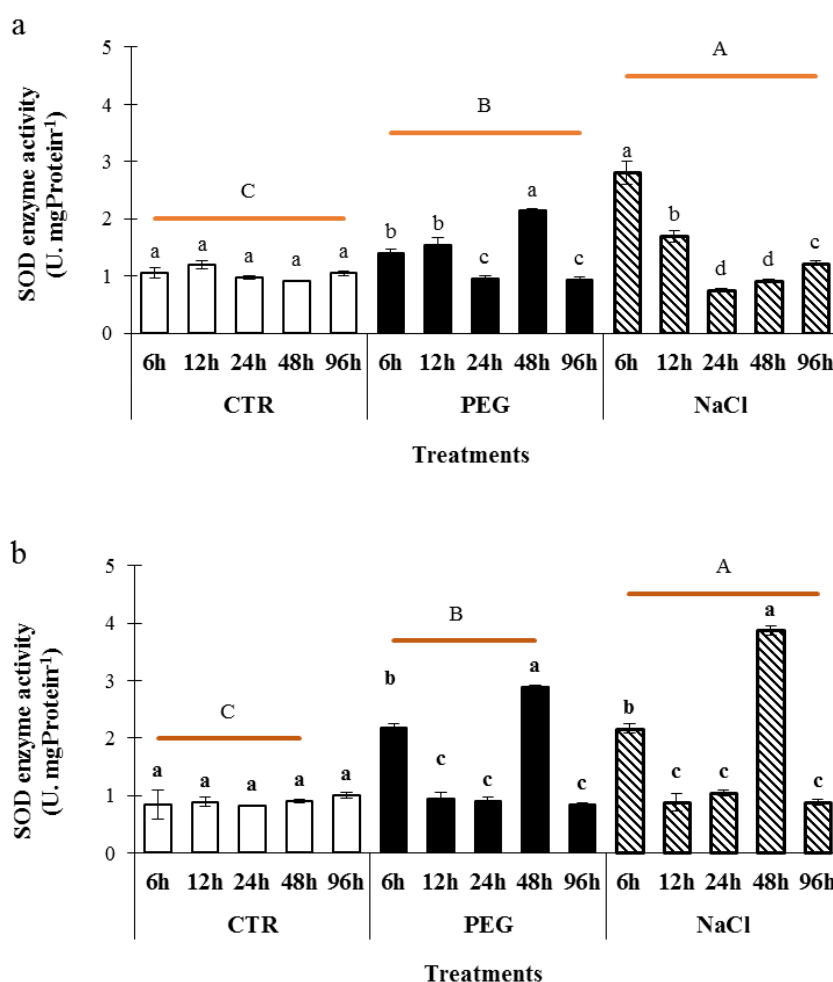 a
SOD enzyme activity
(U. mgProtein-1)
5
4
3
2
1
0
A
B
C
a a a a a
b b c a c
a b d d c
6h 12h 24h 48h 96h 6h 12h 24h 48h 96h 6h 12h 24h 48h 96h
CTR PEG NaCl
Treatments
b
SOD enzyme activity
(U. mgProtein-1)
5
4
3
2
1
0
A
B
C
a a a a a
b c c a c
b c c a c
6h 12h 24h 48h 96h 6h 12h 24h 48h 96h 6h 12h 24h 48h 96h
CTR PEG NaCl
Treatments